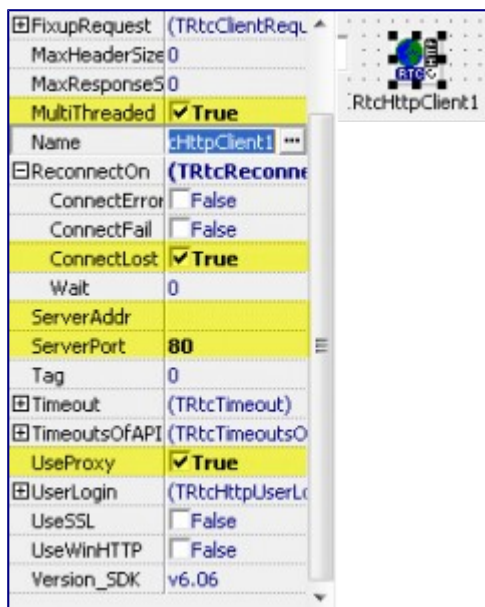 FixupRequest (TRtcClientRequ
MaxHeaderSize 0
MaxResponseS 0
MultiThreaded True
Name cHttpClient1 ...
ReconnectOn (TRtcReconne
ConnectError False
ConnectFail False
ConnectLost True
Wait 0
ServerAddr
ServerPort 80
Tag 0
Timeout (TRtcTimeout)
TimeoutsOfAPI (TRtcTimeoutsO
UseProxy True
UserLogin (TRtcHttpUserLo
UseSSL False
UseWinHTTP False
Version_SDK v6.06
RTC
RtcHttpClient1